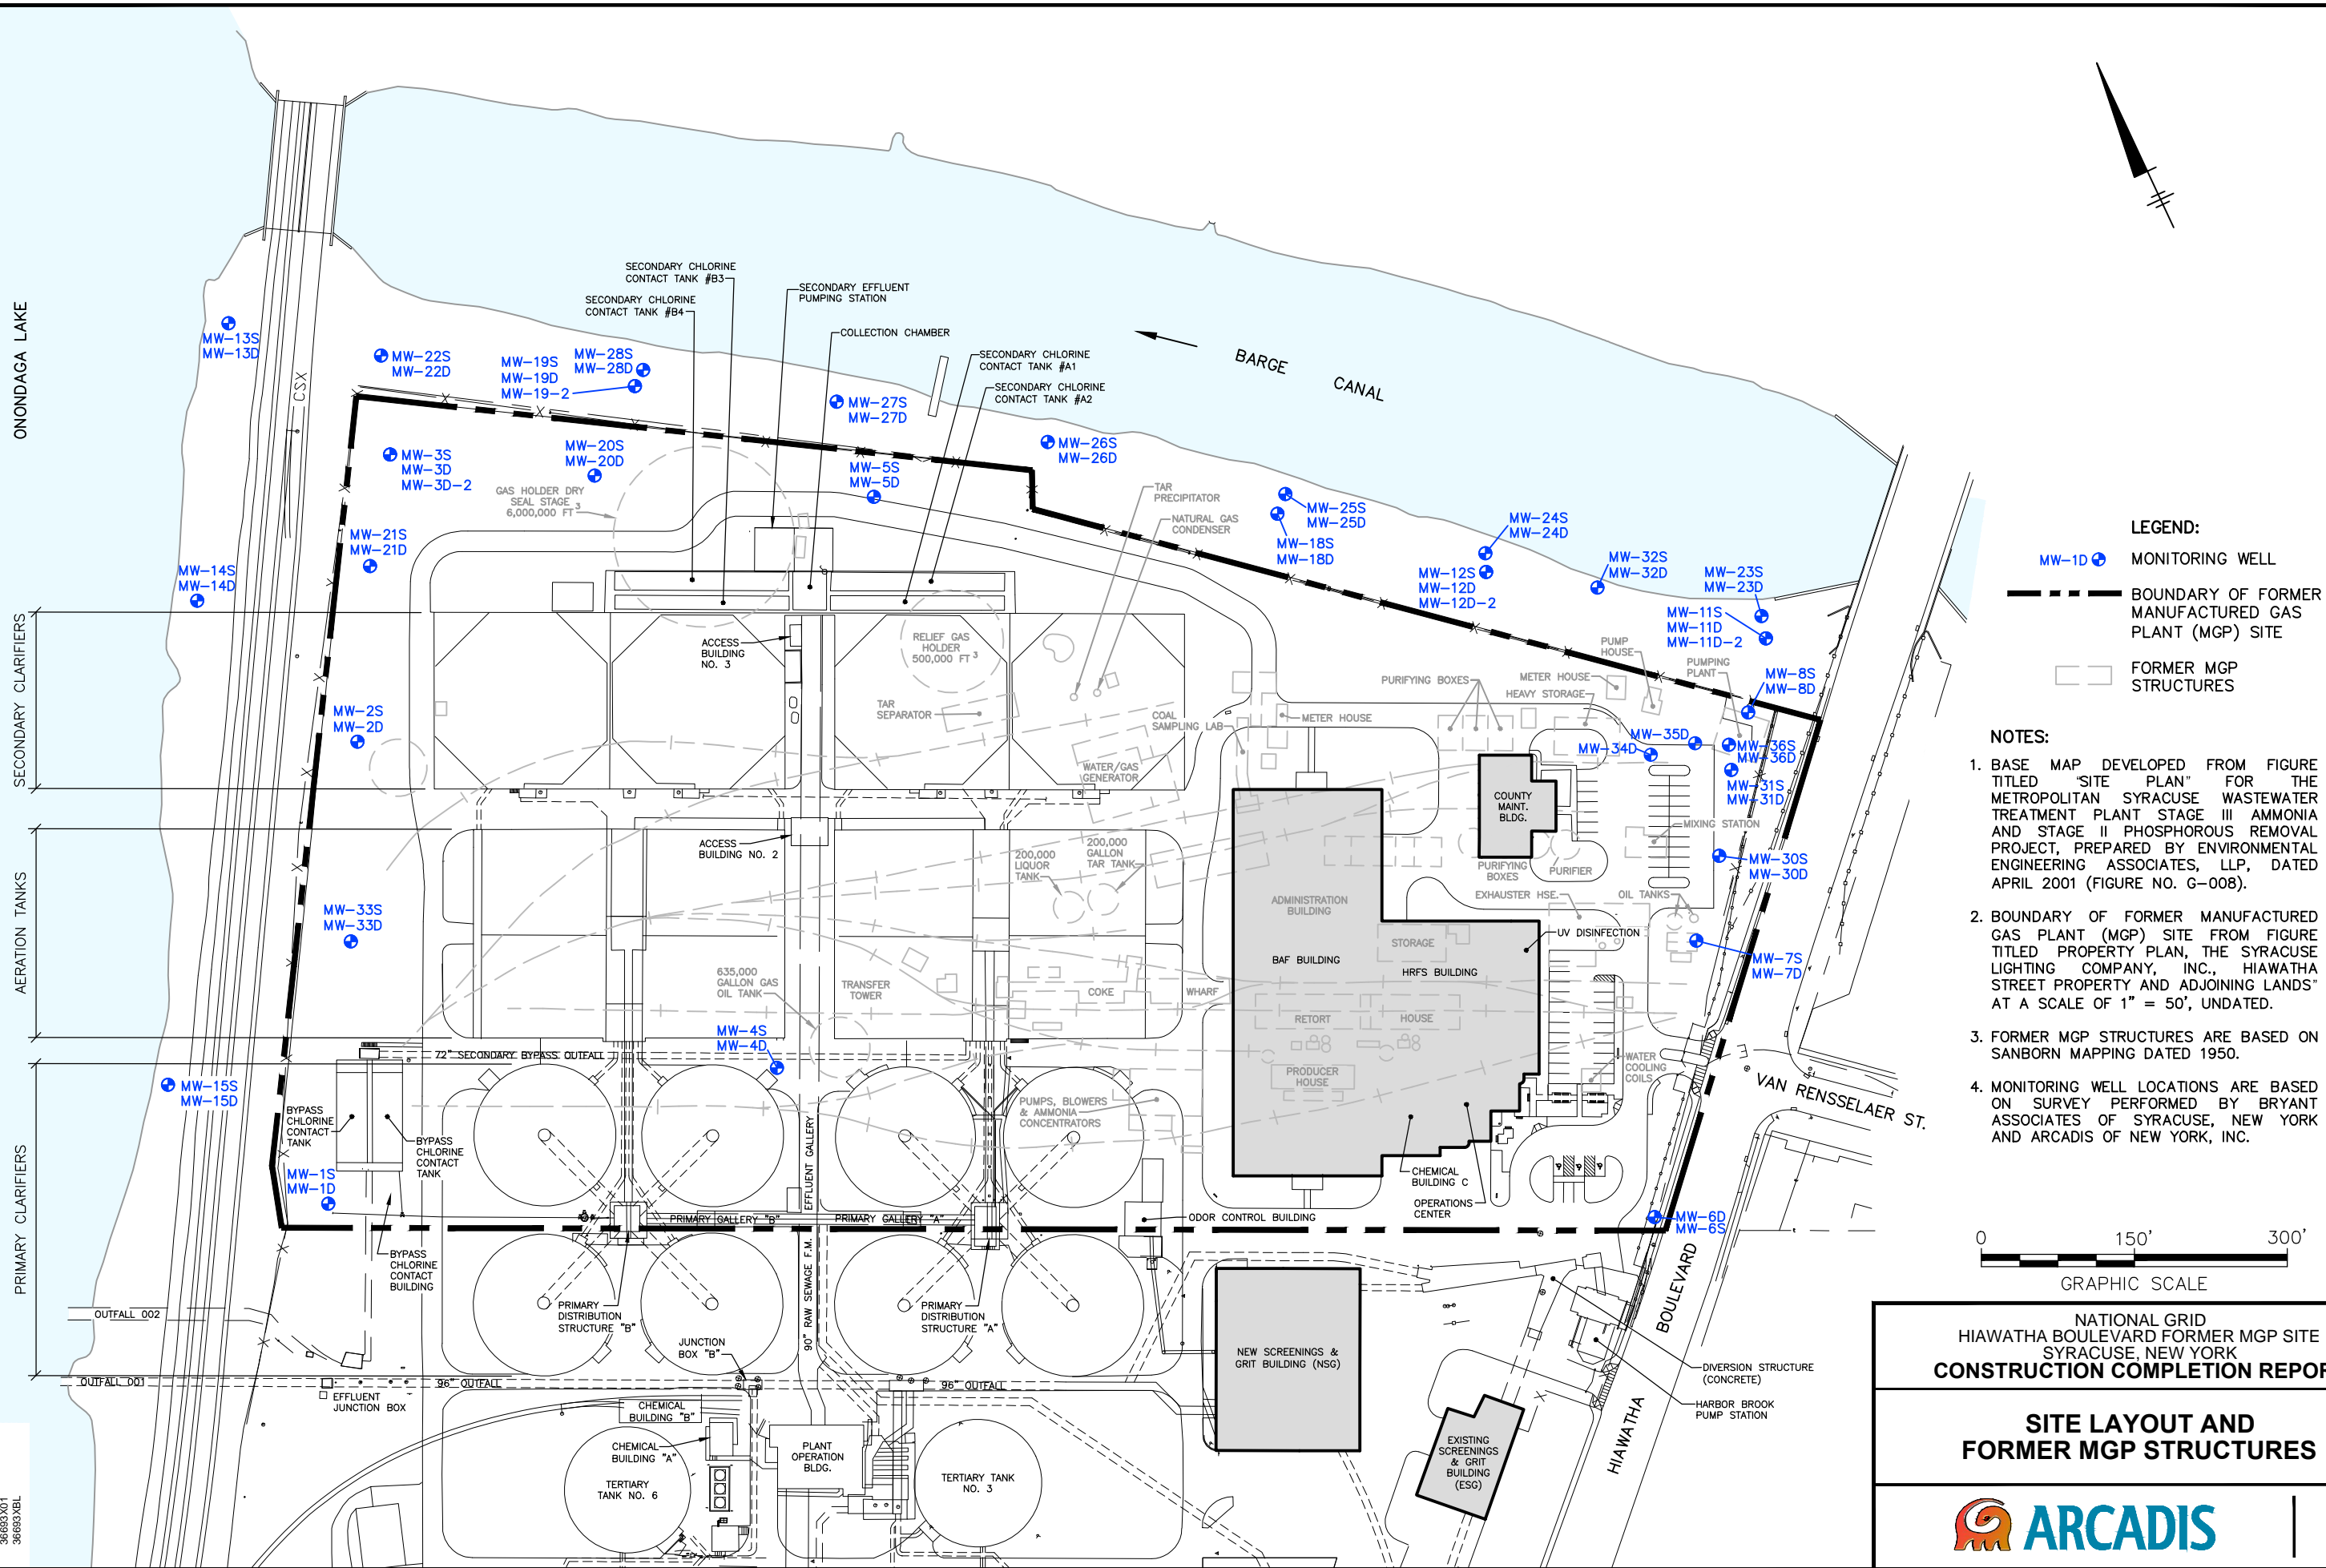 ONONDAGA LAKE
CSX
SECONDARY CHLORINE
CONTACT TANK #B3
SECONDARY CHLORINE
CONTACT TANK #B4
SECONDARY EFFLUENT
PUMPING STATION
COLLECTION CHAMBER
SECONDARY CHLORINE
CONTACT TANK #A1
SECONDARY CHLORINE
CONTACT TANK #A2
BARGE CANAL
MW-13S
MW-13D
MW-22S
MW-22D
MW-19S
MW-19D
MW-19-2
MW-28S
MW-28D
MW-27S
MW-27D
MW-26S
MW-26D
MW-3S
MW-3D
MW-3D-2
MW-20S
MW-20D
MW-5S
MW-5D
GAS HOLDER DRY
SEAL STAGE
6,000,000 FT 3
TAR
PRECIPITATOR
NATURAL GAS
CONDENSER
MW-25S
MW-25D
MW-18S
MW-18D
MW-24S
MW-24D
MW-12S
MW-12D
MW-12D-2
MW-32S
MW-32D
MW-23S
MW-23D
MW-11S
MW-11D
MW-11D-2
MW-21S
MW-21D
MW-14S
MW-14D
SECONDARY CLARIFIERS
ACCESS
BUILDING
NO. 3
RELIEF GAS
HOLDER
500,000 FT 3
TAR
SEPARATOR
COAL
SAMPLING LAB
METER HOUSE
PURIFYING BOXES
METER HOUSE
HEAVY STORAGE
PUMP
HOUSE
PUMPING
PLANT
MW-8S
MW-8D
MW-2S
MW-2D
MW-35D
MW-34D
MW-36S
MW-36D
MW-31S
MW-31D
WATER/GAS
GENERATOR
COUNTY
MAINT.
BLDG.
MIXING STATION
ACCESS
BUILDING NO. 2
200,000
LIQUOR
TANK
200,000
GALLON
TAR TANK
PURIFYING
BOXES
PURIFIER
MW-30S
MW-30D
AERATION TANKS
MW-33S
MW-33D
ADMINISTRATION
BUILDING
EXHAUSTER HSE.
OIL TANKS
STORAGE
UV DISINFECTION
BAF BUILDING
HRFS BUILDING
MW-7S
MW-7D
635,000
GALLON GAS
OIL TANK
TRANSFER
TOWER
COKE
WHARF
RETORT
HOUSE
MW-4S
MW-4D
72" SECONDARY BYPASS OUTFALL
PRODUCER
HOUSE
WATER
COOLING
COILS
VAN RENSSELAER ST.
PRIMARY CLARIFIERS
MW-15S
MW-15D
BYPASS
CHLORINE
CONTACT
TANK
BYPASS
CHLORINE
CONTACT
TANK
PUMPS, BLOWERS
& AMMONIA
CONCENTRATORS
EFFLUENT GALLERY
MW-1S
MW-1D
CHEMICAL
BUILDING C
OPERATIONS
CENTER
PRIMARY GALLERY "B"
PRIMARY GALLERY "A"
ODOR CONTROL BUILDING
MW-6D
MW-6S
BYPASS
CHLORINE
CONTACT
BUILDING
90" RAW SEWAGE F.M.
OUTFALL 002
PRIMARY
DISTRIBUTION
STRUCTURE "B"
PRIMARY
DISTRIBUTION
STRUCTURE "A"
JUNCTION
BOX "B"
NEW SCREENINGS &
GRIT BUILDING (NSG)
HIAWATHA BOULEVARD
DIVERSION STRUCTURE
(CONCRETE)
HARBOR BROOK
PUMP STATION
OUTFALL 001
96" OUTFALL
96" OUTFALL
EFFLUENT
JUNCTION BOX
CHEMICAL
BUILDING "B"
CHEMICAL
BUILDING "A"
TERTIARY
TANK NO. 6
PLANT
OPERATION
BLDG.
TERTIARY TANK
NO. 3
EXISTING
SCREENINGS
& GRIT
BUILDING
(ESG)
36693X01
36693XBL
LEGEND:
MW-1D MONITORING WELL
BOUNDARY OF FORMER
MANUFACTURED GAS
PLANT (MGP) SITE
FORMER MGP
STRUCTURES
NOTES:
1. BASE MAP DEVELOPED FROM FIGURE
TITLED "SITE PLAN" FOR THE
METROPOLITAN SYRACUSE WASTEWATER
TREATMENT PLANT STAGE III AMMONIA
AND STAGE II PHOSPHOROUS REMOVAL
PROJECT, PREPARED BY ENVIRONMENTAL
ENGINEERING ASSOCIATES, LLP, DATED
APRIL 2001 (FIGURE NO. G-008).
2. BOUNDARY OF FORMER MANUFACTURED
GAS PLANT (MGP) SITE FROM FIGURE
TITLED PROPERTY PLAN, THE SYRACUSE
LIGHTING COMPANY, INC., HIAWATHA
STREET PROPERTY AND ADJOINING LANDS"
AT A SCALE OF 1" = 50', UNDATED.
3. FORMER MGP STRUCTURES ARE BASED ON
SANBORN MAPPING DATED 1950.
4. MONITORING WELL LOCATIONS ARE BASED
ON SURVEY PERFORMED BY BRYANT
ASSOCIATES OF SYRACUSE, NEW YORK
AND ARCADIS OF NEW YORK, INC.
0 150' 300'
GRAPHIC SCALE
NATIONAL GRID
HIAWATHA BOULEVARD FORMER MGP SITE
SYRACUSE, NEW YORK
CONSTRUCTION COMPLETION REPOR
SITE LAYOUT AND
FORMER MGP STRUCTURES
ARCADIS